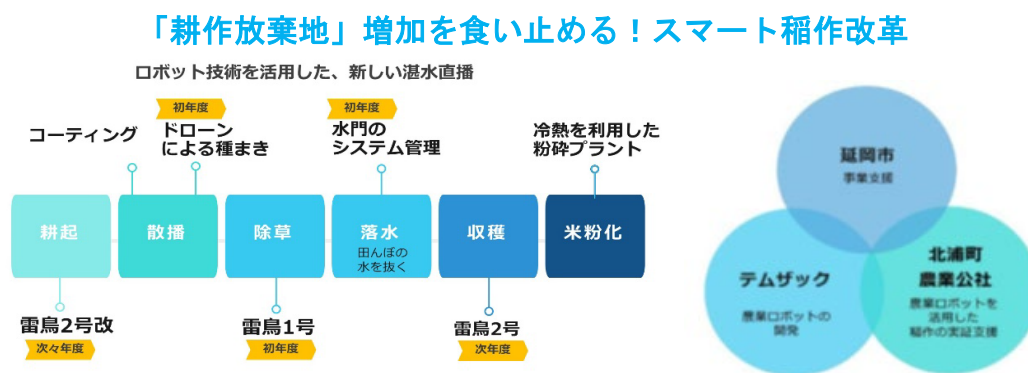 「耕作放棄地」増加を食い止める！スマート稲作改革
ロボット技術を活用した、新しい湛水直播
コーティング
初年度
ドローン
による種まき
初年度
水門の
システム管理
冷熱を利用した
粉砕プラント
耕起
散播
除草
落水
田んぼの
水を抜く
収穫
米粉化
雷鳥2号改
次々年度
雷鳥1号
初年度
雷鳥2号
次年度
延岡市
事業支援
テムザック
農業ロボットの
開発
北浦町
農業公社
農業ロボットを
活用した
稲作の実証支援